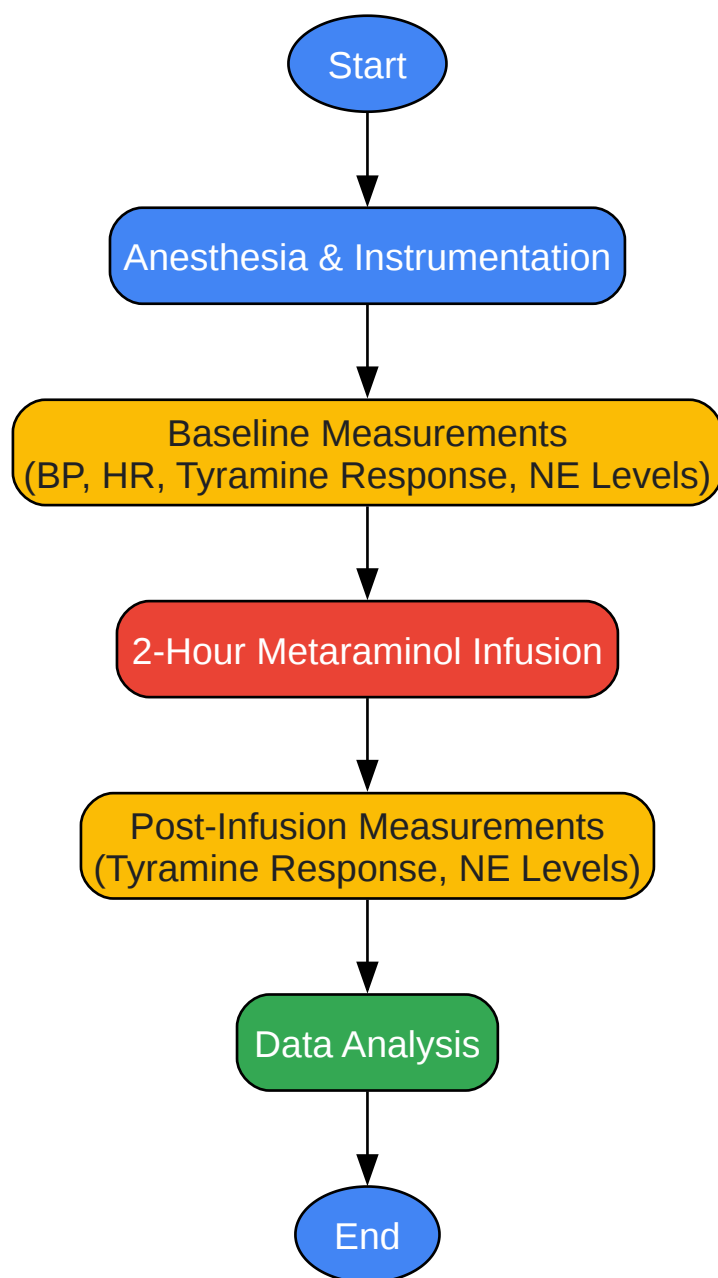 Start
Anesthesia & Instrumentation
Baseline Measurements
(BP, HR, Tyramine Response, NE Levels)
2-Hour Metaraminol Infusion
Post-Infusion Measurements
(Tyramine Response, NE Levels)
Data Analysis
End